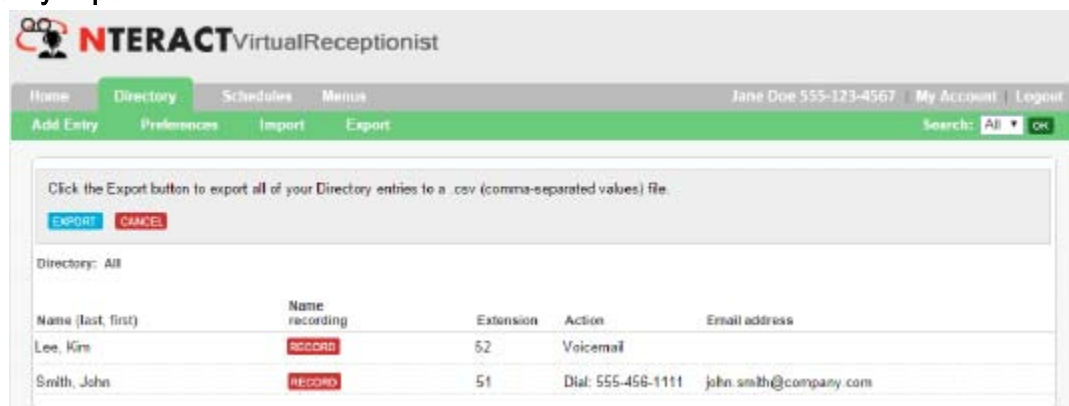 NTERACTVirtualReceptionist
Home Directory Schedules Menus Jane Doe 555-123-4567 | My Account | Logout
Add Entry Preferences Import Export Search: All OK
Click the Export button to export all of your Directory entries to a .csv (comma-separated values) file.
EXPORT CANCEL
Directory: All
Name (last, first) Name recording Extension Action Email address
Lee, Kim RECORD 52 Voicemail
Smith, John RECORD 51 Dial: 555-456-1111 john.smith@company.com